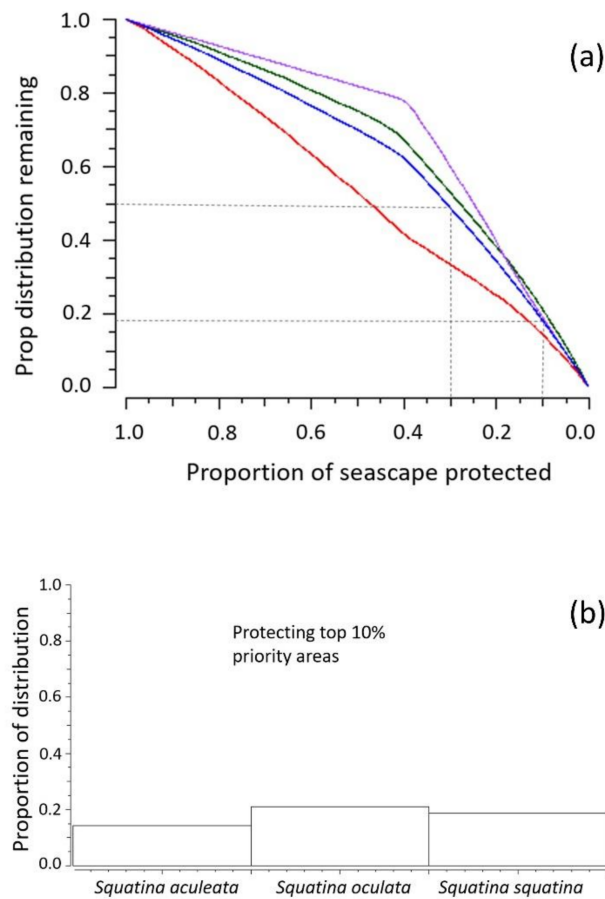 (a)
Prop distribution remaining
1.0
0.8
0.6
0.4
0.2
0.0
1.0 0.8 0.6 0.4 0.2 0.0
Proportion of seascape protected
(b)
Proportion of distribution
1.0
0.8
0.6
0.4
0.2
0.0
Protecting top 10%
priority areas
Squatina aculeata Squatina oculata Squatina squatina